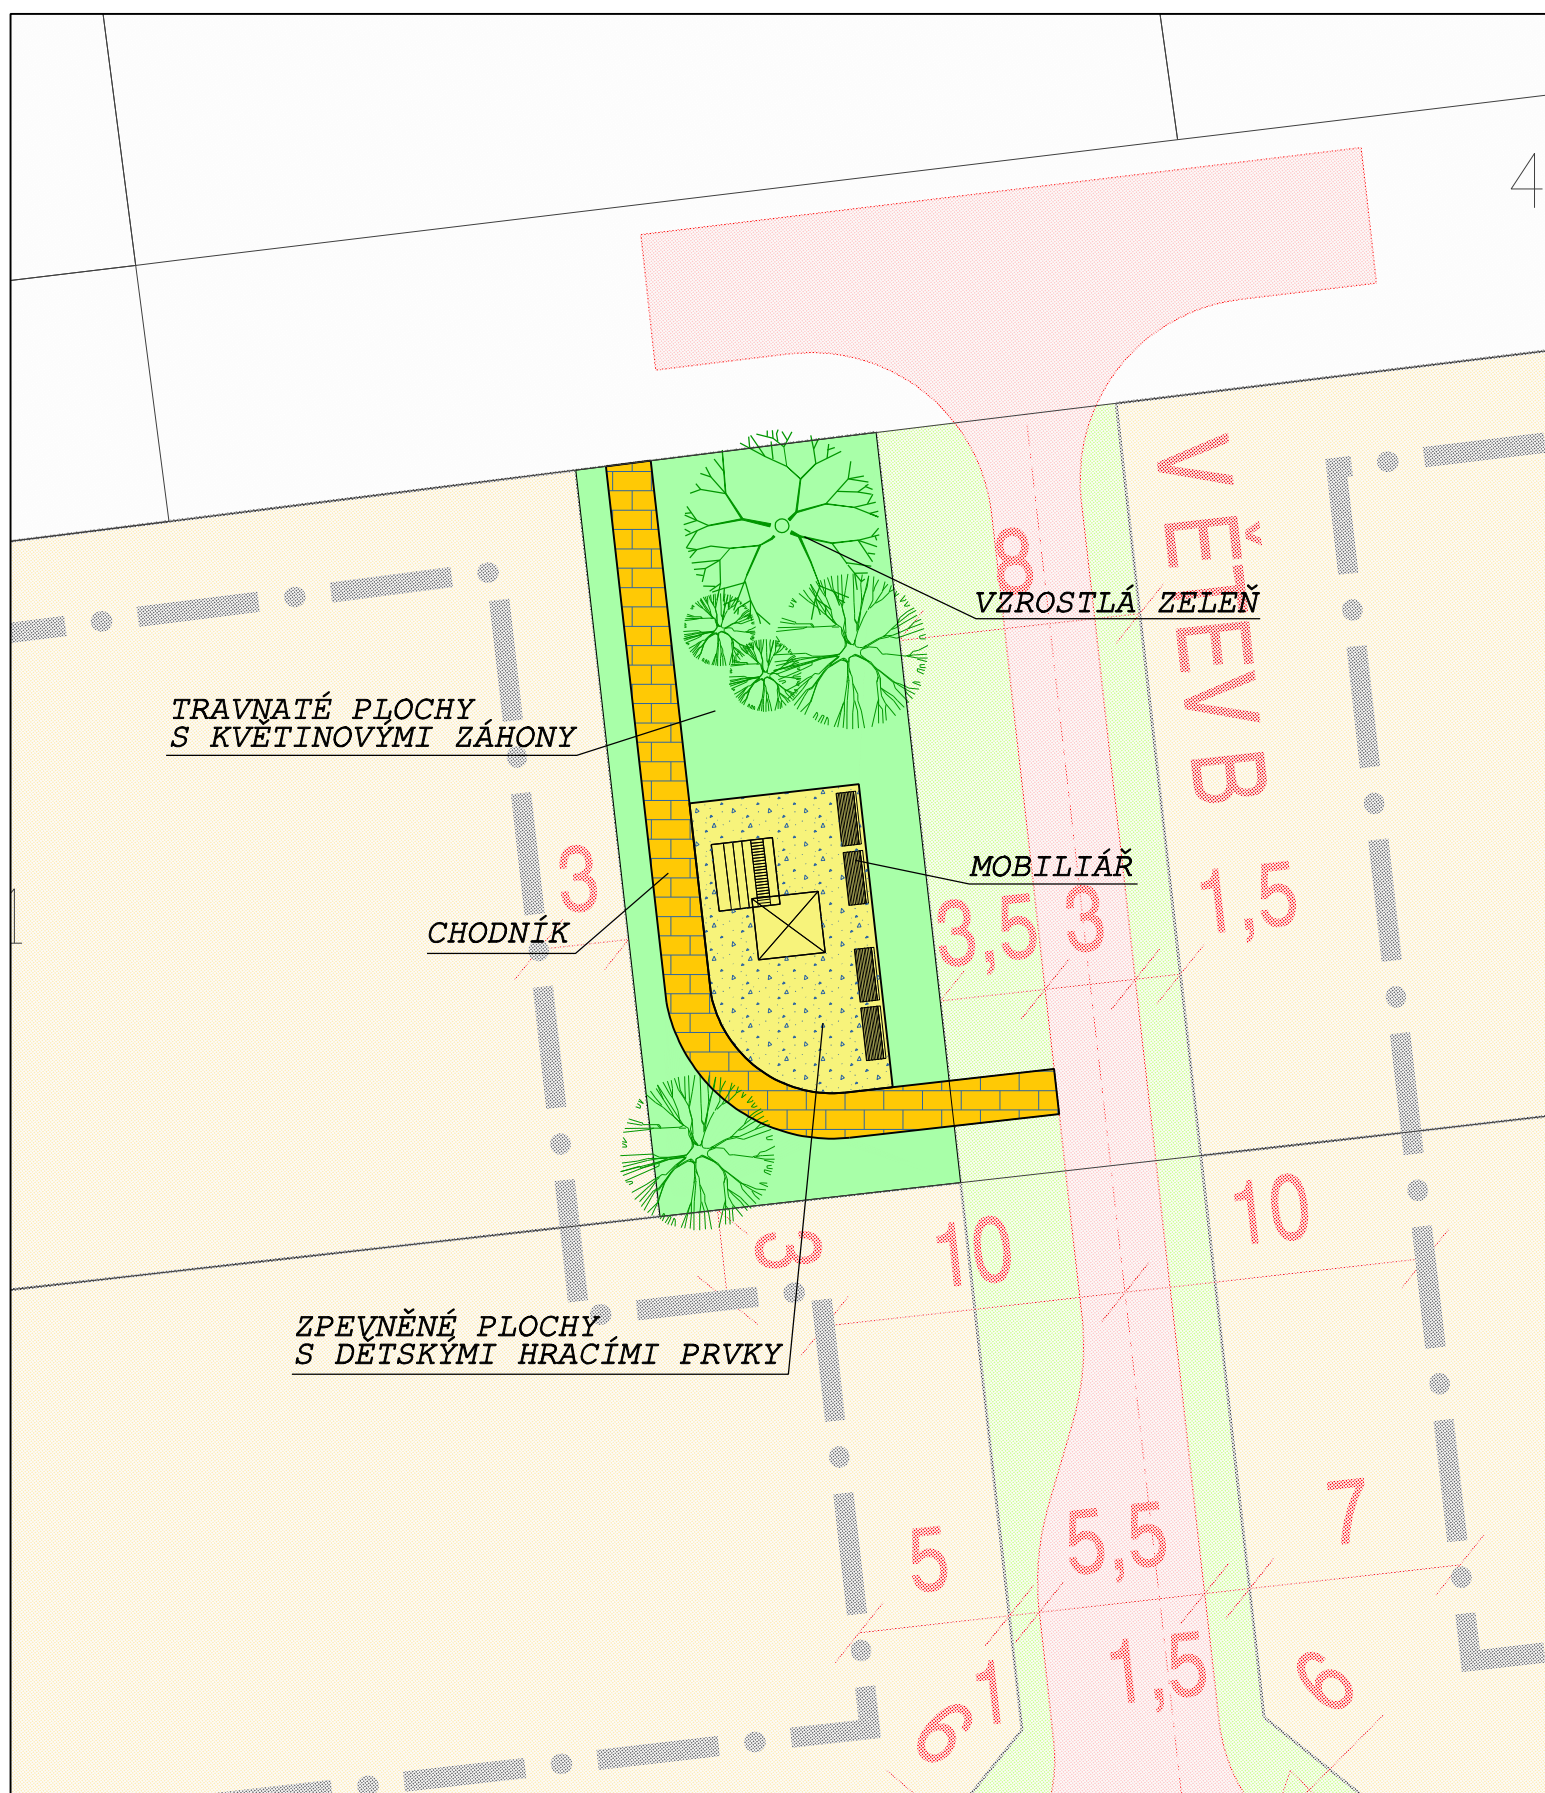 4
VĚTEV B
8
VZROSTLÁ ZELEŇ
TRAVNATÉ PLOCHY
S KVĚTINOVÝMI ZÁHONY
3
MOBILIÁŘ
1
CHODNÍK
3,5
3
1,5
3
10
10
ZPEVNĚNÉ PLOCHY
S DĚTSKÝMI HRACÍMI PRVKY
5
5,5
7
1
1,5
6
6